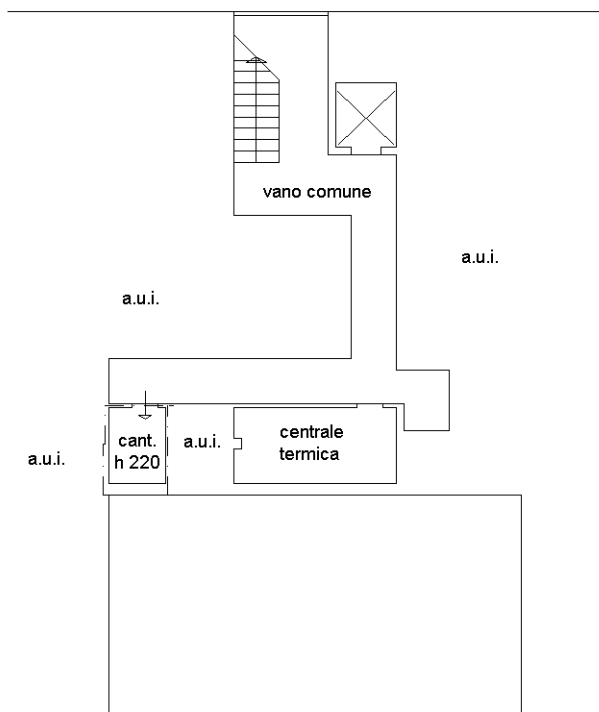 vano comune
a.u.i.
a.u.i.
cant.
h 220
a.u.i.
centrale
termica
a.u.i.